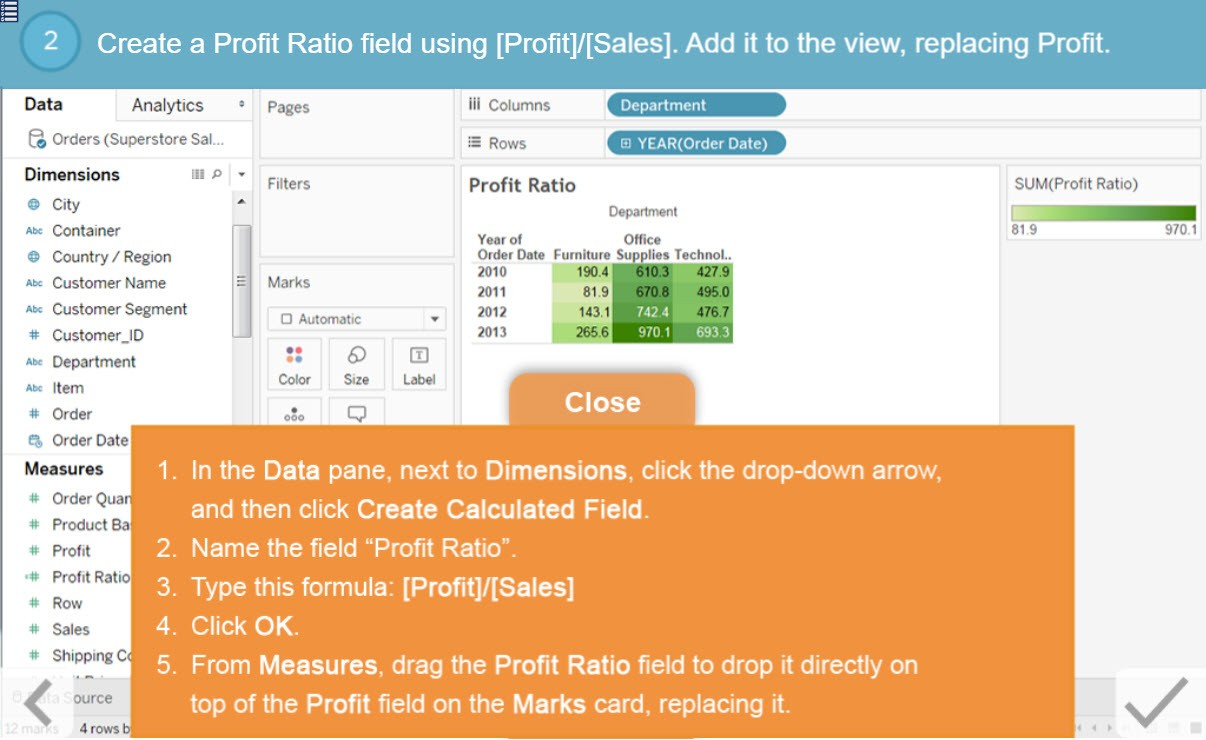 2 Create a Profit Ratio field using [Profit]/[Sales]. Add it to the view, replacing Profit.
Data Analytics
Orders (Superstore Sal...
Dimensions
Abc City
Abc Container
Country / Region
Abc Customer Name
Abc Customer Segment
# Customer_ID
Abc Department
Abc Item
# Order
Order Date
Measures
# Order Quan
# Product Ba
# Profit
# Profit Ratio
# Row
# Sales
# Shipping Co
Data Source
12 marks 4 rows b
Pages
Filters
Marks
Automatic
Color Size Label
Columns Department
Rows YEAR(Order Date)
Profit Ratio
Department
Year of Office
Order Date Furniture Supplies Technol..
2010 190.4 610.3 427.9
2011 81.9 670.8 495.0
2012 143.1 742.4 476.7
2013 265.6 970.1 693.3
SUM(Profit Ratio)
81.9 970.1
Close
1. In the Data pane, next to Dimensions, click the drop-down arrow,
and then click Create Calculated Field.
2. Name the field “Profit Ratio”.
3. Type this formula: [Profit]/[Sales]
4. Click OK.
5. From Measures, drag the Profit Ratio field to drop it directly on
top of the Profit field on the Marks card, replacing it.